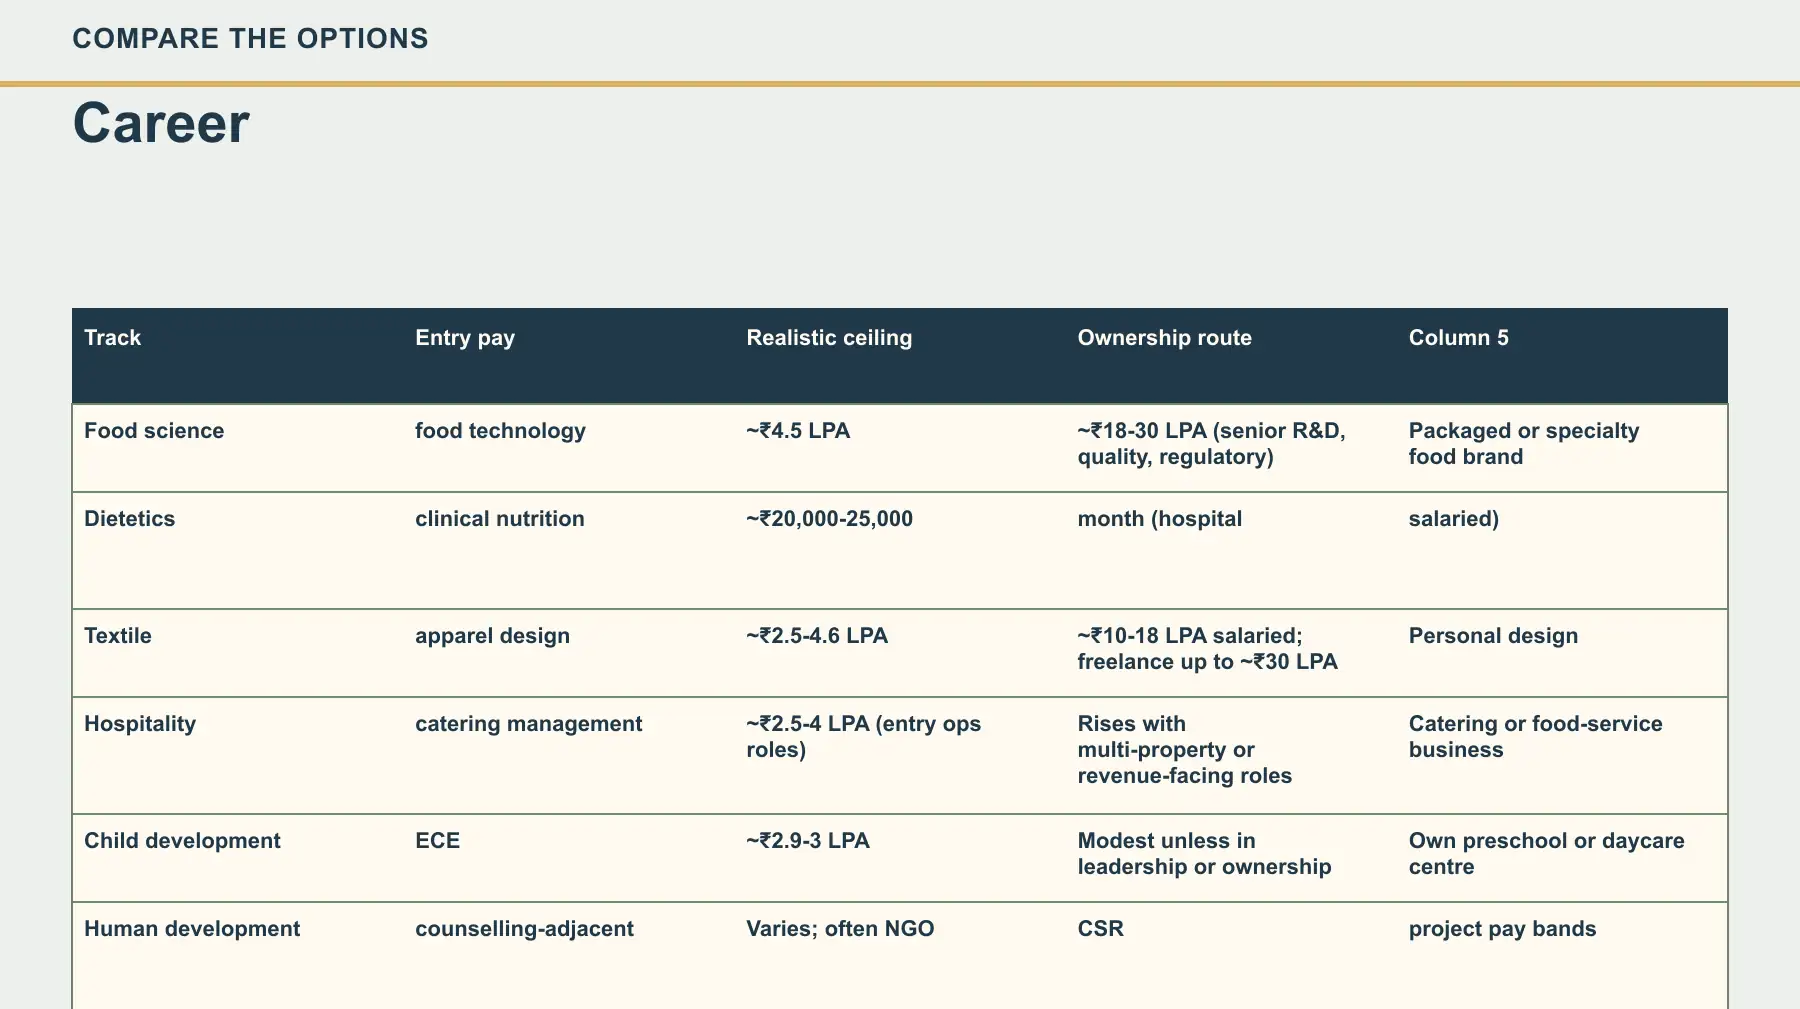 COMPARE THE OPTIONS
Career
Track
Entry pay
Realistic ceiling
Ownership route
Column 5
Food science
food technology
~₹4.5 LPA
~₹18-30 LPA (senior R&D,
quality, regulatory)
Packaged or specialty
food brand
Dietetics
clinical nutrition
~₹20,000-25,000
month (hospital
salaried)
Textile
apparel design
~₹2.5-4.6 LPA
~₹10-18 LPA salaried;
freelance up to ~₹30 LPA
Personal design
Hospitality
catering management
~₹2.5-4 LPA (entry ops
roles)
Rises with
multi-property or
revenue-facing roles
Catering or food-service
business
Child development
ECE
~₹2.9-3 LPA
Modest unless in
leadership or ownership
Own preschool or daycare
centre
Human development
counselling-adjacent
Varies; often NGO
CSR
project pay bands